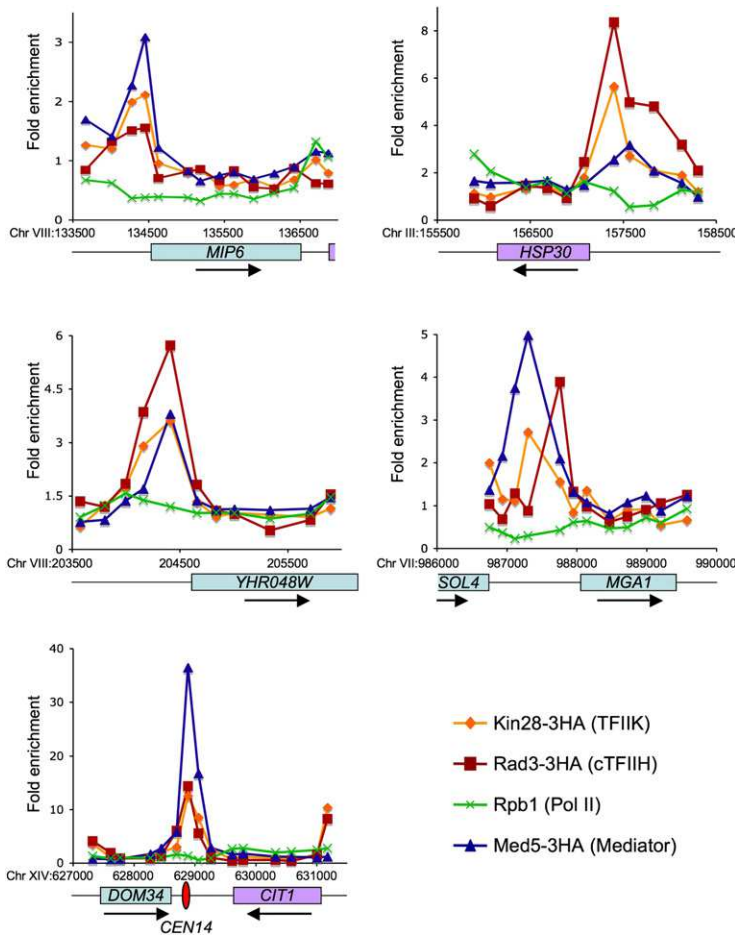 3
8
2
6
4
1
2
0
0
Fold enrichment
Fold enrichment
Chr VIII:133500 134500 135500 136500
Chr III:155500 156500 157500 158500
MIP6
HSP30
6
5
4.5
4
3
3
2
1.5
1
0
0
Fold enrichment
Fold enrichment
Chr VIII:203500 204500 205500
Chr VII:986000 987000 988000 989000 990000
YHR048W
SOL4 MGA1
40
30
20
10
0
Fold enrichment
Chr XIV:627000 628000 629000 630000 631000
DOM34 CIT1
CEN14
Kin28-3HA (TFIIK)
Rad3-3HA (cTFIIH)
Rpb1 (Pol II)
Med5-3HA (Mediator)